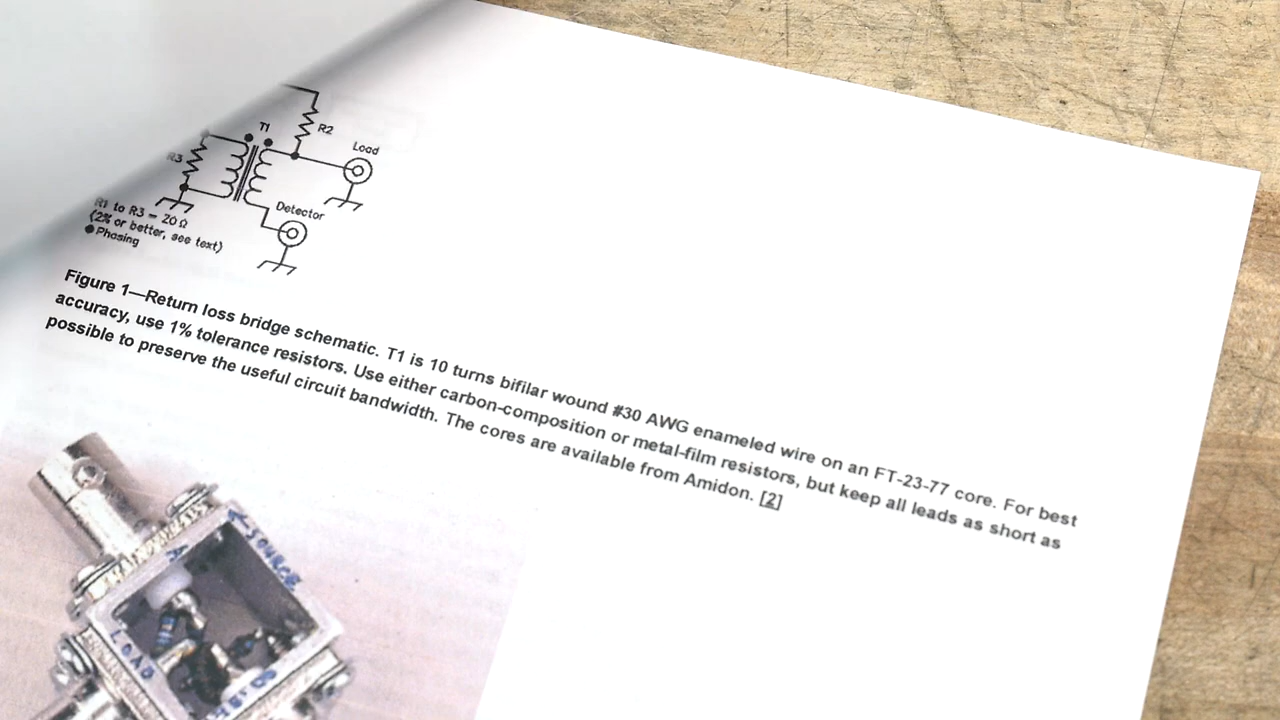 T1
R2
Load
R3
Detector
R1 to R3 = 20 Ω
(2% or better, see text)
Phasing
Figure 1—Return loss bridge schematic. T1 is 10 turns bifilar wound #30 AWG enameled wire on an FT-23-77 core. For best
accuracy, use 1% tolerance resistors. Use either carbon-composition or metal-film resistors, but keep all leads as short as
possible to preserve the useful circuit bandwidth. The cores are available from Amidon. [2]
SOURCE
LOAD